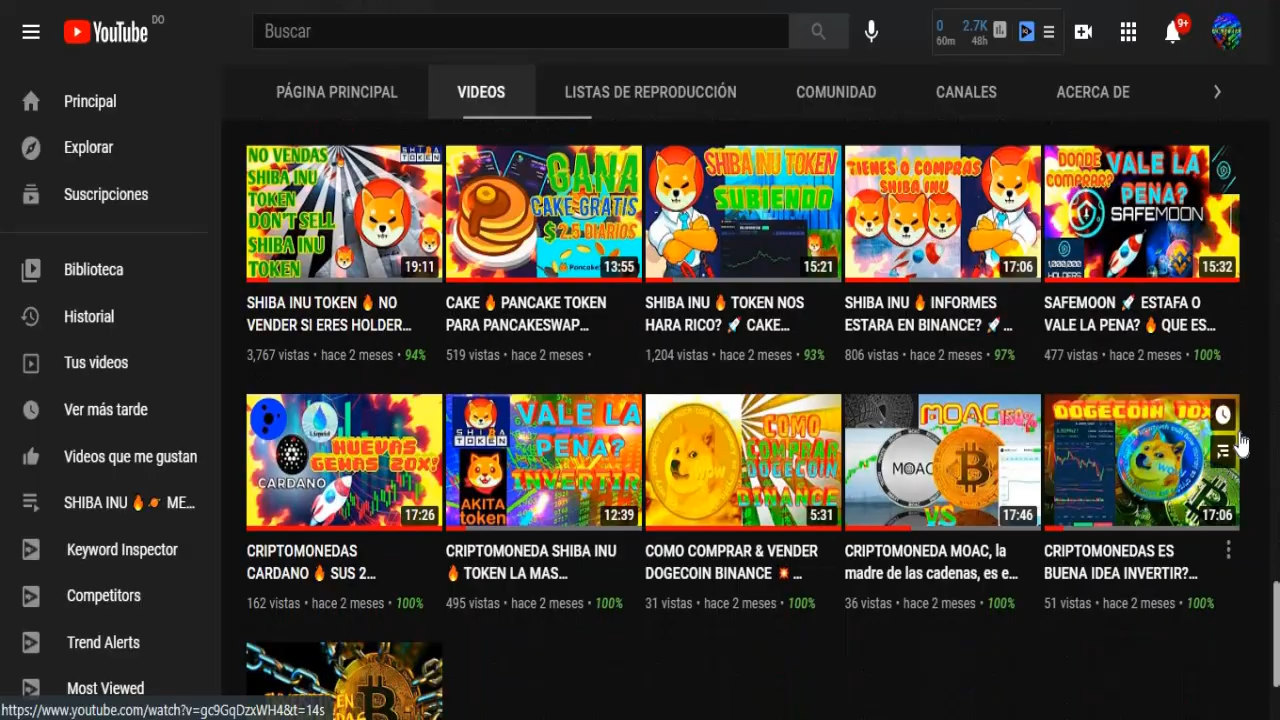 YouTube DO
Buscar
0 2.7K
60m 48h
9+
PÁGINA PRINCIPAL VIDEOS LISTAS DE REPRODUCCIÓN COMUNIDAD CANALES ACERCA DE
Principal
Explorar
Suscripciones
Biblioteca
Historial
Tus videos
Ver más tarde
Videos que me gustan
SHIBA INU 🔥🪐 ME...
Keyword Inspector
Competitors
Trend Alerts
Most Viewed
NO VENDAS
SHIBA INU
TOKEN
DON'T SELL
SHIBA INU
TOKEN
SHIBA
TOKEN
19:11
SHIBA INU TOKEN 🔥 NO
VENDER SI ERES HOLDER...
3,767 vistas • hace 2 meses • 94%
GANA
CAKE GRATIS
$ 2.5 DIARIOS
13:55
CAKE 🔥 PANCAKE TOKEN
PARA PANCAKESWAP...
519 vistas • hace 2 meses •
SHIBA INU TOKEN
SUBIENDO
15:21
SHIBA INU 🔥 TOKEN NOS
HARA RICO? 🚀 CAKE...
1,204 vistas • hace 2 meses • 93%
TIENES O COMPRAS
SHIBA INU
17:06
SHIBA INU 🔥 INFORMES
ESTARA EN BINANCE? 🚀 ...
806 vistas • hace 2 meses • 97%
DONDE
COMPRAR?
VALE LA
PENA?
SAFEMOON
HOLDERS
15:32
SAFEMOON 🚀 ESTAFA O
VALE LA PENA? 🔥 QUE ES...
477 vistas • hace 2 meses • 100%
Liquid
NUEVAS
GEMAS 20X!
CARDANO
17:26
CRIPTOMONEDAS
CARDANO 🔥 SUS 2...
162 vistas • hace 2 meses • 100%
SHIBA
TOKEN
VALE LA
PENA?
INVERTIR
AKITA
token
12:39
CRIPTOMONEDA SHIBA INU
🔥 TOKEN LA MAS...
495 vistas • hace 2 meses • 100%
WOW
COMO
COMPRAR
DOGECOIN
BINANCE
5:31
COMO COMPRAR & VENDER
DOGECOIN BINANCE 💥 ...
31 vistas • hace 2 meses • 100%
MOAC 150%
MOAC
VS
17:46
CRIPTOMONEDA MOAC, la
madre de las cadenas, es e...
36 vistas • hace 2 meses • 100%
DOGECOIN 10X
17:06
CRIPTOMONEDAS ES
BUENA IDEA INVERTIR?...
51 vistas • hace 2 meses • 100%
https://www.youtube.com/watch?v=gc9GqDzxWH4&t=14s